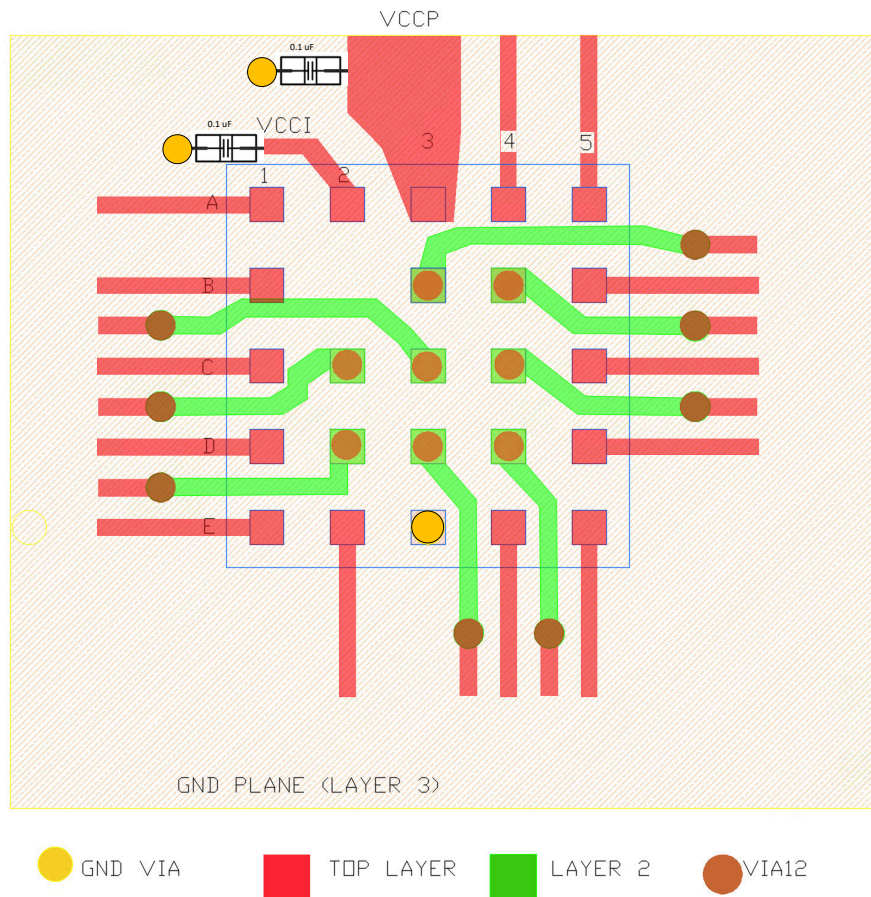 VCCP
0.1 uF
0.1 uF
VCCI
3
4
5
1
2
A
B
C
D
E
GND PLANE (LAYER 3)
GND VIA
TOP LAYER
LAYER 2
VIA12